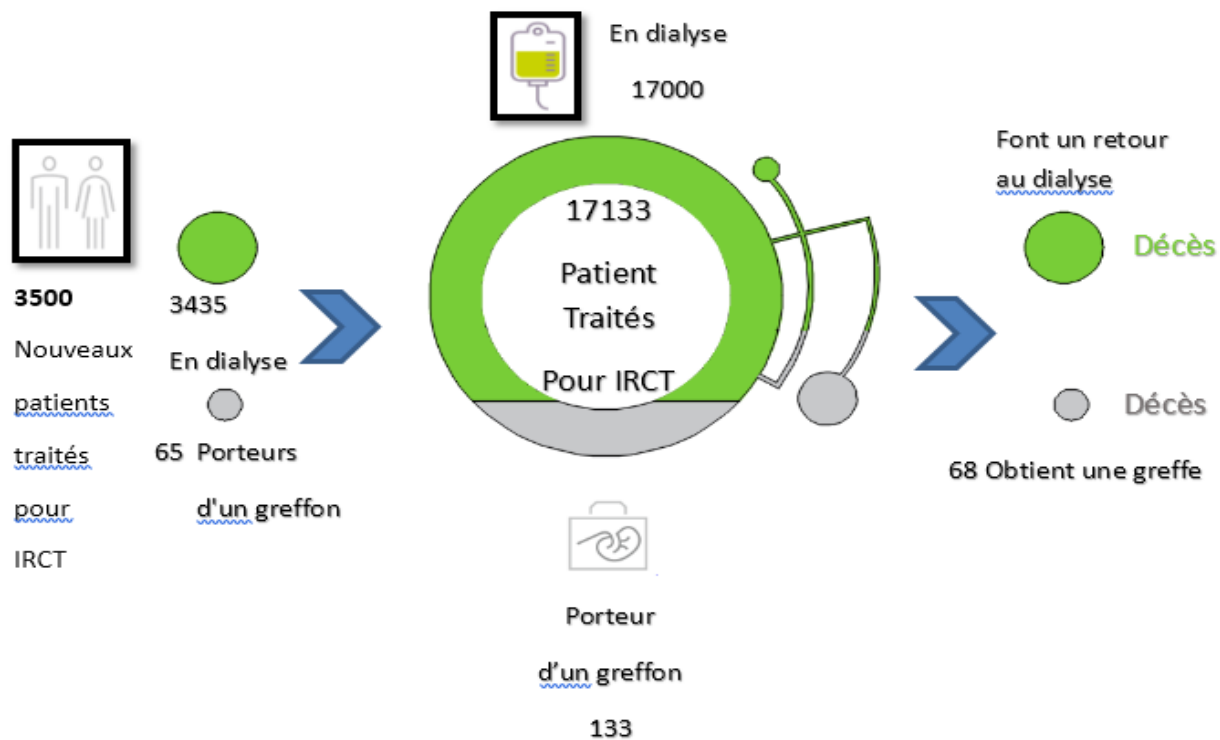 En dialyse
17000
3500
Nouveaux
patients
traités
pour
IRCT
3435
En dialyse
65 Porteurs
d'un greffon
17133
Patient
Traités
Pour IRCT
Porteur
d'un greffon
133
Font un retour
au dialyse
Décès
Décès
68 Obtient une greffe